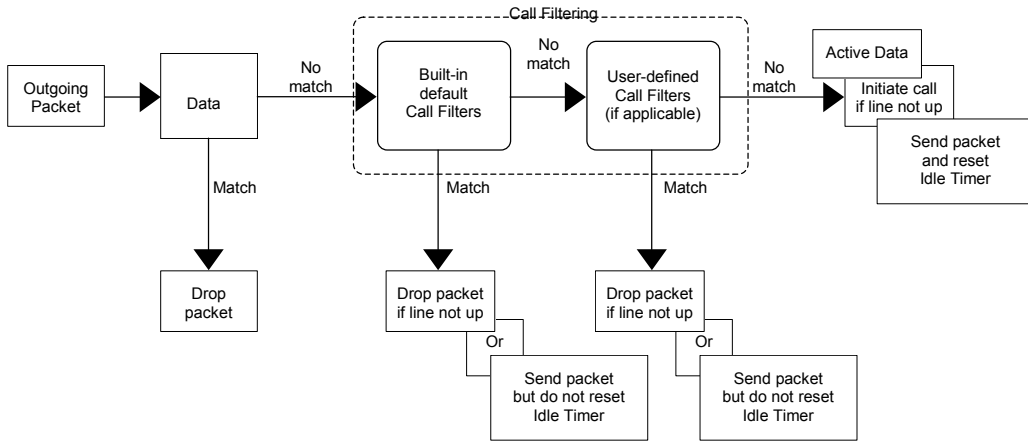 Call Filtering
Outgoing
Packet
Data
No
match
Built-in
default
Call Filters
No
match
User-defined
Call Filters
(if applicable)
No
match
Active Data
Initiate call
if line not up
Send packet
and reset
Idle Timer
Match
Match
Match
Drop
packet
Drop packet
if line not up
Or
Send packet
but do not reset
Idle Timer
Drop packet
if line not up
Or
Send packet
but do not reset
Idle Timer